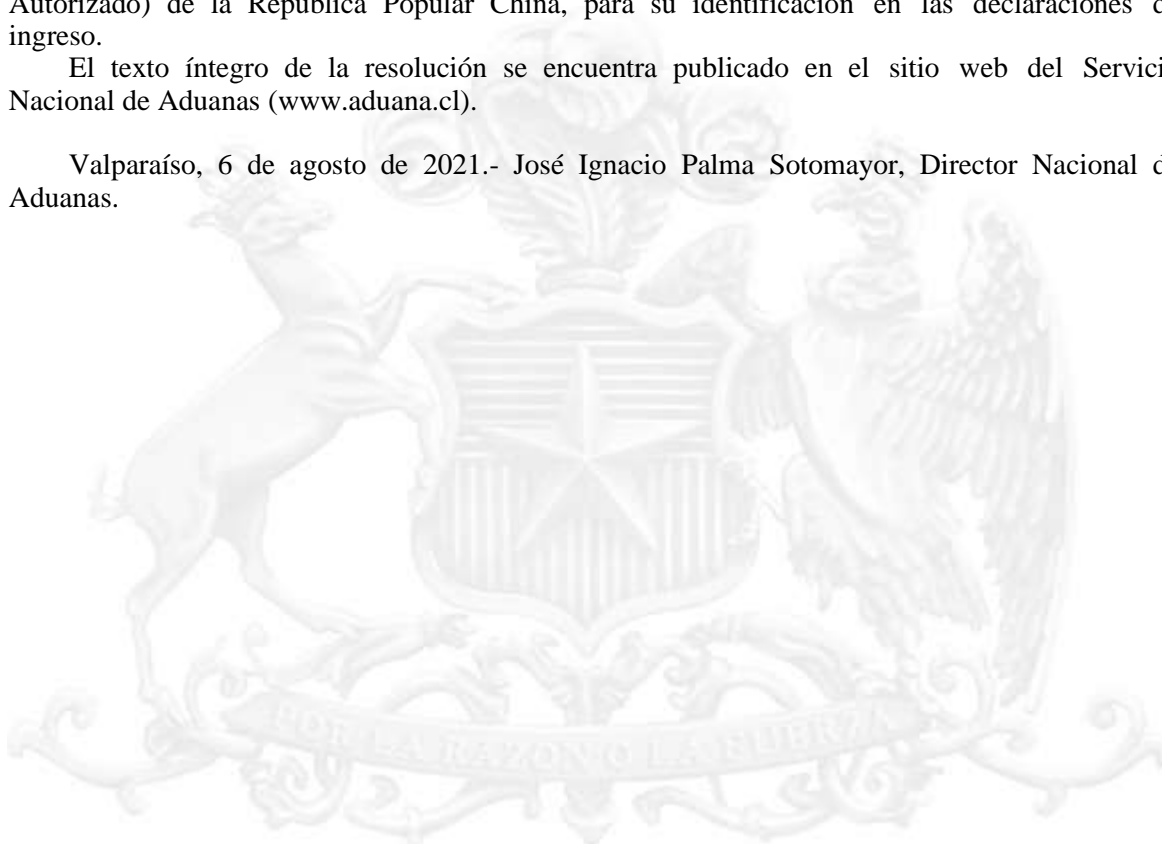 Autorizado) de la República Popular China, para su identificación en las declaraciones d
ingreso.
El texto íntegro de la resolución se encuentra publicado en el sitio web del Servici
Nacional de Aduanas (www.aduana.cl).
Valparaíso, 6 de agosto de 2021.- José Ignacio Palma Sotomayor, Director Nacional d
Aduanas.
POR LA RAZON O LA FUERZA